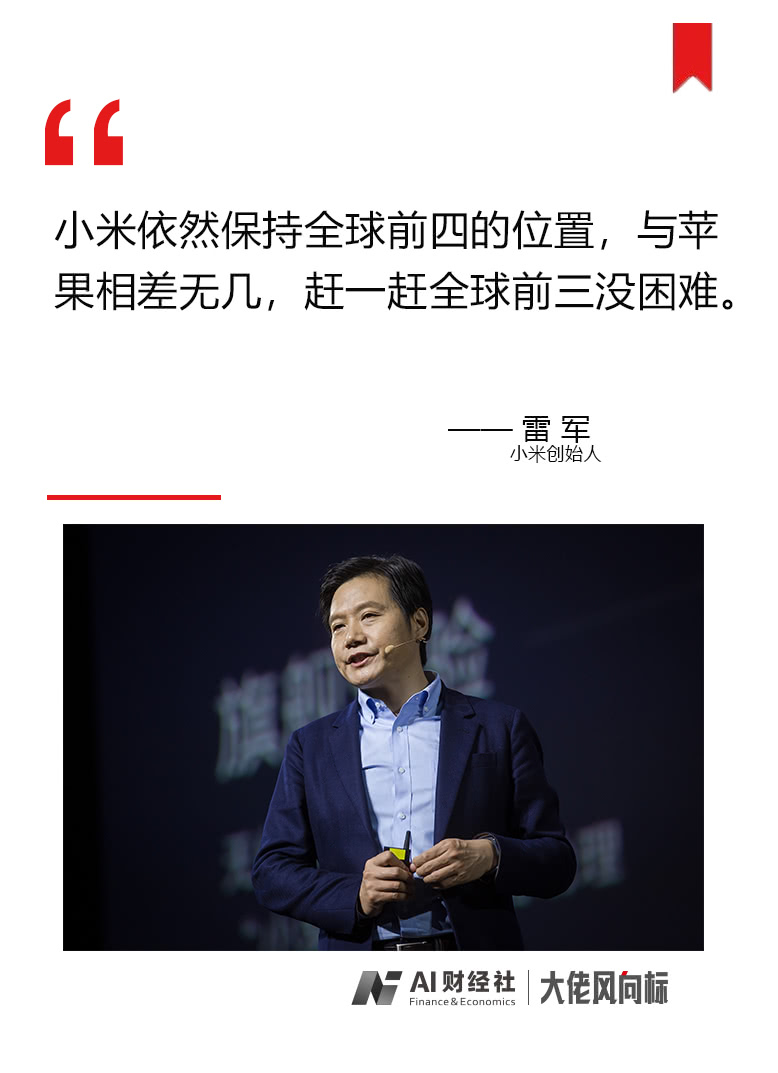 小米依然保持全球前四的位置，与苹
果相差无几，赶一赶全球前三没困难。
—— 雷 军
小米创始人
旗舰
AI财经社
Finance & Economics
大佬风向标